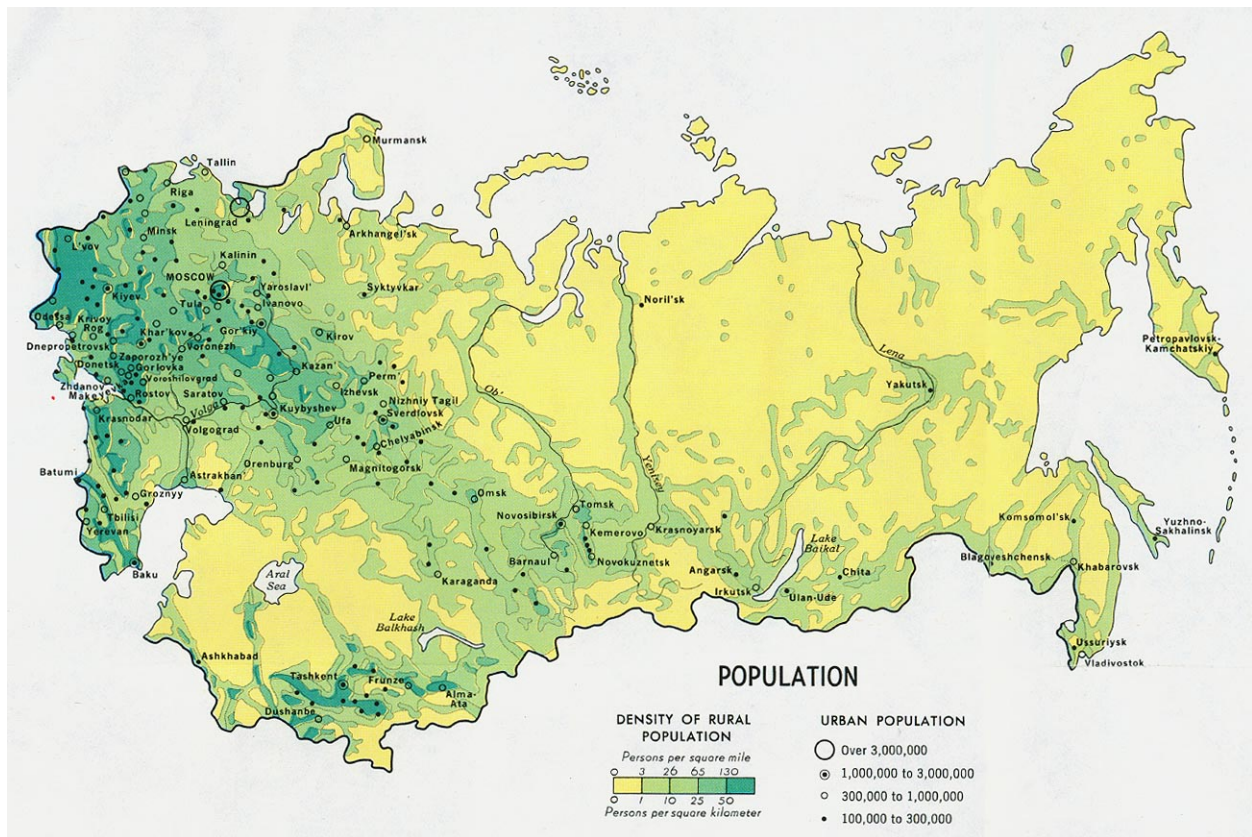 Murmansk
Tallin
Riga
Leningrad
Minsk
Arkhangel'sk
L'vov
Kalinin
MOSCOW
Yaroslavl'
Syktyvkar
Kiyev
Tula
Ivanovo
Noril'sk
Odessa
Krivoy
Rog
Khar'kov
Gor'kiy
Kirov
Dnepropetrovsk
Voronezh
Petropavlovsk-
Kamchatskiy
Zaporozh'ye
Lena
Donetsk
Gorlovka
Kazan'
Perm'
Yakutsk
Zhdanov
Makeyevka
Voroshilovgrad
Izhevsk
Ob'
Rostov
Saratov
Nizhniy Tagil
Krasnodar
Volga
Kuybyshev
Sverdlovsk
Volgograd
Ufa
Chelyabinsk
Batumi
Orenburg
Magnitogorsk
Yenisey
Astrakhan'
Groznyy
Omsk
Tomsk
Tbilisi
Novosibirsk
Komsomol'sk
Yuzhno-
Sakhalinsk
Yerevan
Kemerovo
Krasnoyarsk
Lake
Baikal
Baku
Barnaul
Novokuznetsk
Blagoveshchensk
Khabarovsk
Aral
Sea
Karaganda
Angarsk
Chita
Irkutsk
Ulan-Ude
Lake
Balkhash
Ussuriysk
Ashkhabad
Vladivostok
Tashkent
Frunze
Alma-
Ata
Dushanbe
POPULATION
DENSITY OF RURAL
POPULATION
Persons per square mile
0 3 26 65 130
0 1 10 25 50
Persons per square kilometer
URBAN POPULATION
Over 3,000,000
1,000,000 to 3,000,000
300,000 to 1,000,000
100,000 to 300,000